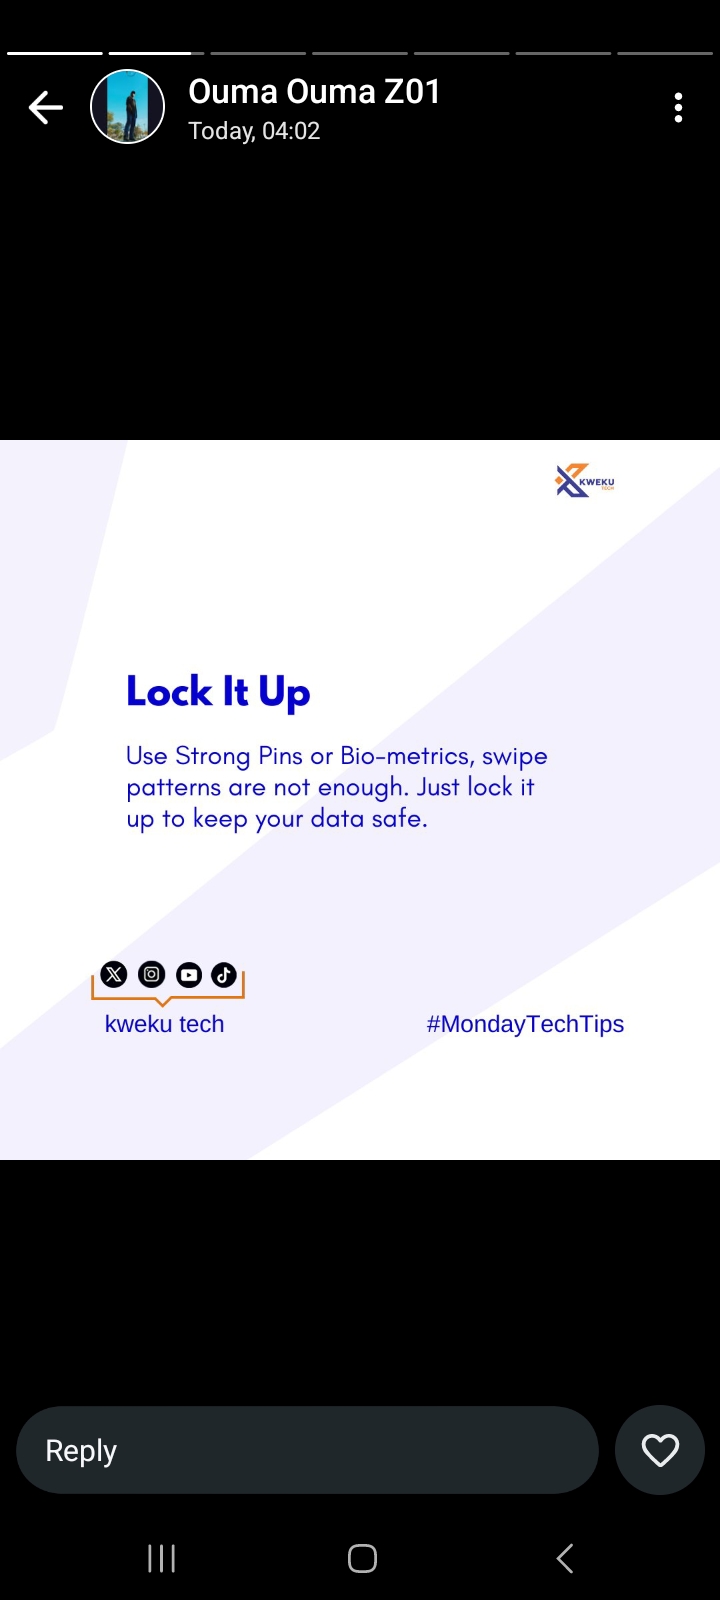 Ouma Ouma Z01
Today, 04:02
KWEKU
TECH
Lock It Up
Use Strong Pins or Bio-metrics, swipe
patterns are not enough. Just lock it
up to keep your data safe.
kweku tech
#MondayTechTips
Reply